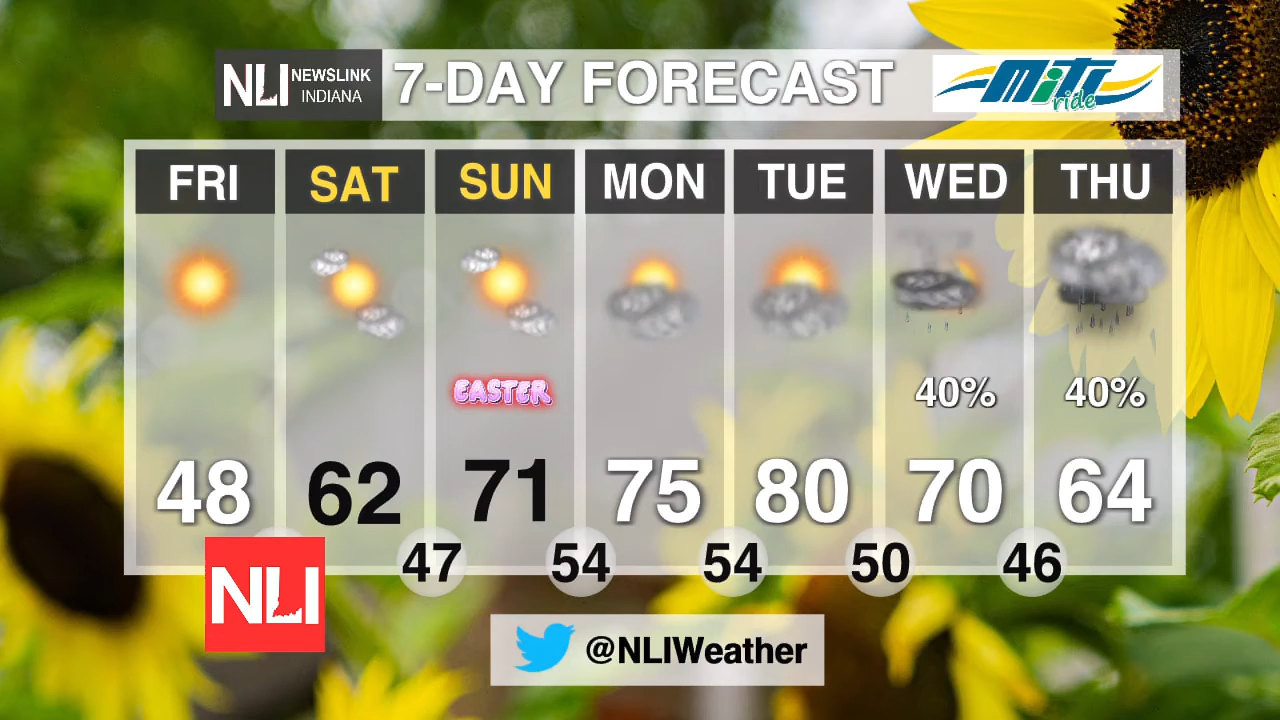 NLI NEWSLINK INDIANA 7-DAY FORECAST MiTS ride
FRI SAT SUN MON TUE WED THU
EASTER 40% 40%
48 62 71 75 80 70 64
47 54 54 50 46
NLI
@NLIWeather